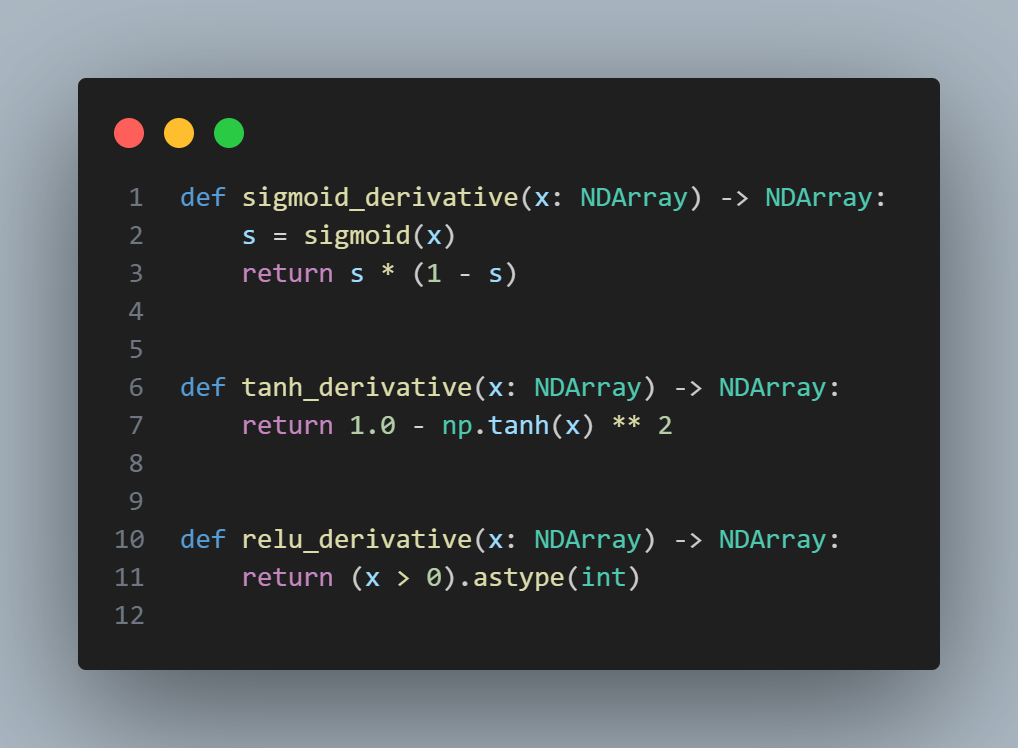 1 def sigmoid_derivative(x: NDArray) -> NDArray:
2     s = sigmoid(x)
3     return s * (1 - s)
4
5
6 def tanh_derivative(x: NDArray) -> NDArray:
7     return 1.0 - np.tanh(x) ** 2
8
9
10 def relu_derivative(x: NDArray) -> NDArray:
11     return (x > 0).astype(int)
12